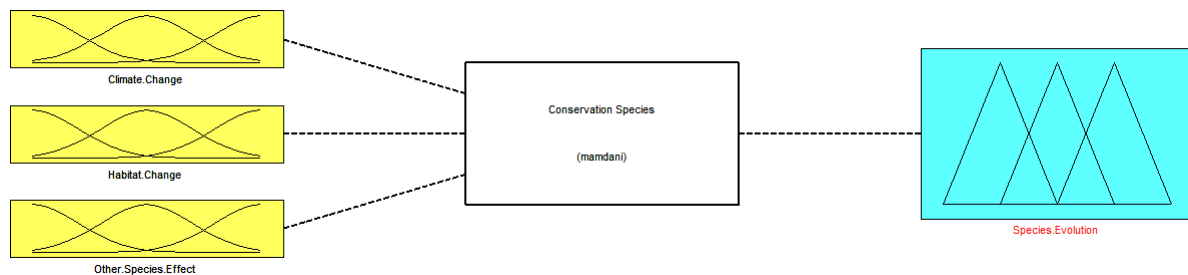 Climate.Change
Habitat.Change
Other.Species.Effect
Conservation Species
(mamdani)
Species.Evolution